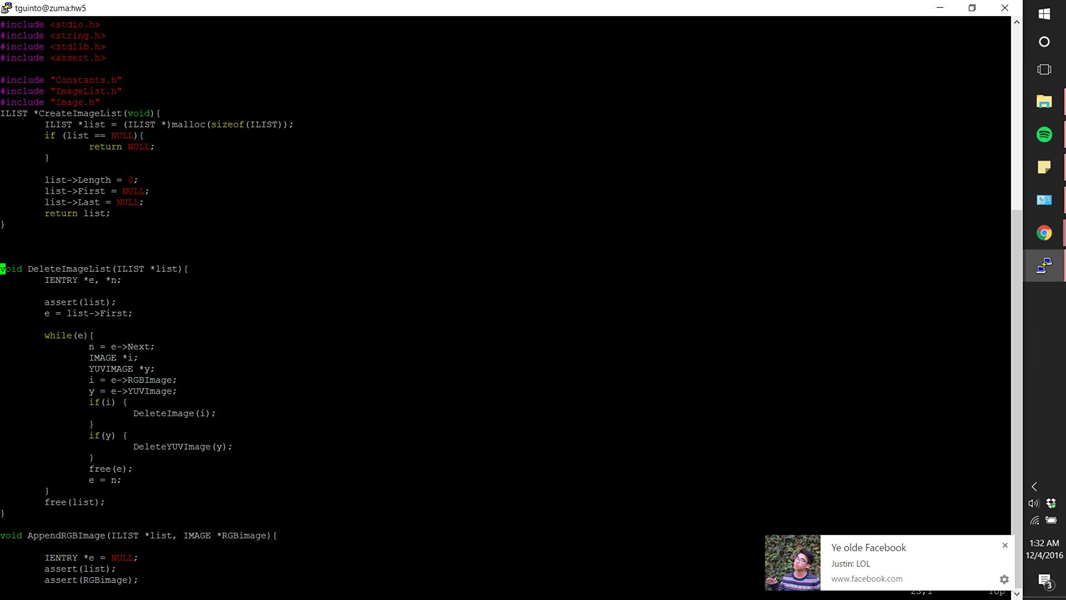 tguinto@zuma:hw5
#include <stdio.h>
#include <string.h>
#include <stdlib.h>
#include <assert.h>
#include "Constants.h"
#include "ImageList.h"
#include "Image.h"
ILIST *CreateImageList(void){
ILIST *list = (ILIST *)malloc(sizeof(ILIST));
if (list == NULL){
return NULL;
}
list->Length = 0;
list->First = NULL;
list->Last = NULL;
return list;
}
void DeleteImageList(ILIST *list){
IENTRY *e, *n;
assert(list);
e = list->First;
while(e){
n = e->Next;
IMAGE *i;
YUVIMAGE *y;
i = e->RGBImage;
y = e->YUVImage;
if(i) {
DeleteImage(i);
}
if(y) {
DeleteYUVImage(y);
}
free(e);
e = n;
}
free(list);
}
void AppendRGBImage(ILIST *list, IMAGE *RGBimage){
IENTRY *e = NULL;
assert(list);
assert(RGBimage);
Ye olde Facebook
Justin: LOL
www.facebook.com
1:32 AM
12/4/2016
3